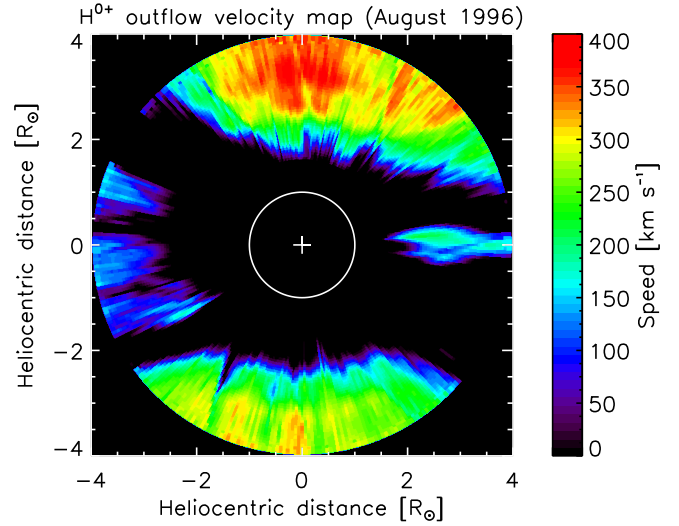 H⁰⁺ outflow velocity map (August 1996)
4
2
0
−2
−4
Heliocentric distance [R☉]
−4 −2 0 2 4
Heliocentric distance [R☉]
400
350
300
250
200
150
100
50
0
Speed [km s⁻¹]